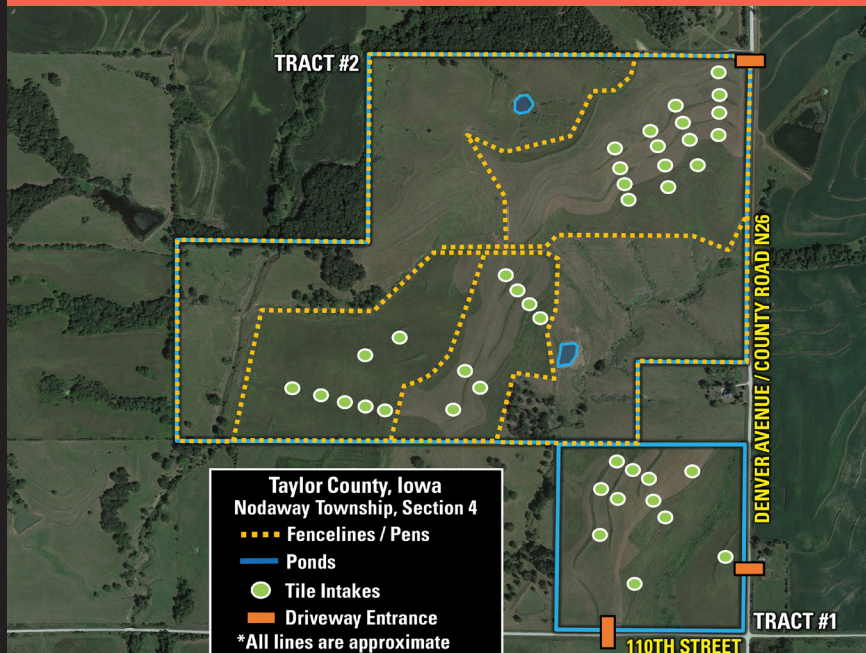 TRACT #2
DENVER AVENUE / COUNTY ROAD N26
Taylor County, Iowa
Nodaway Township, Section 4
Fencelines / Pens
Ponds
Tile Intakes
Driveway Entrance
*All lines are approximate
TRACT #1
110TH STREET